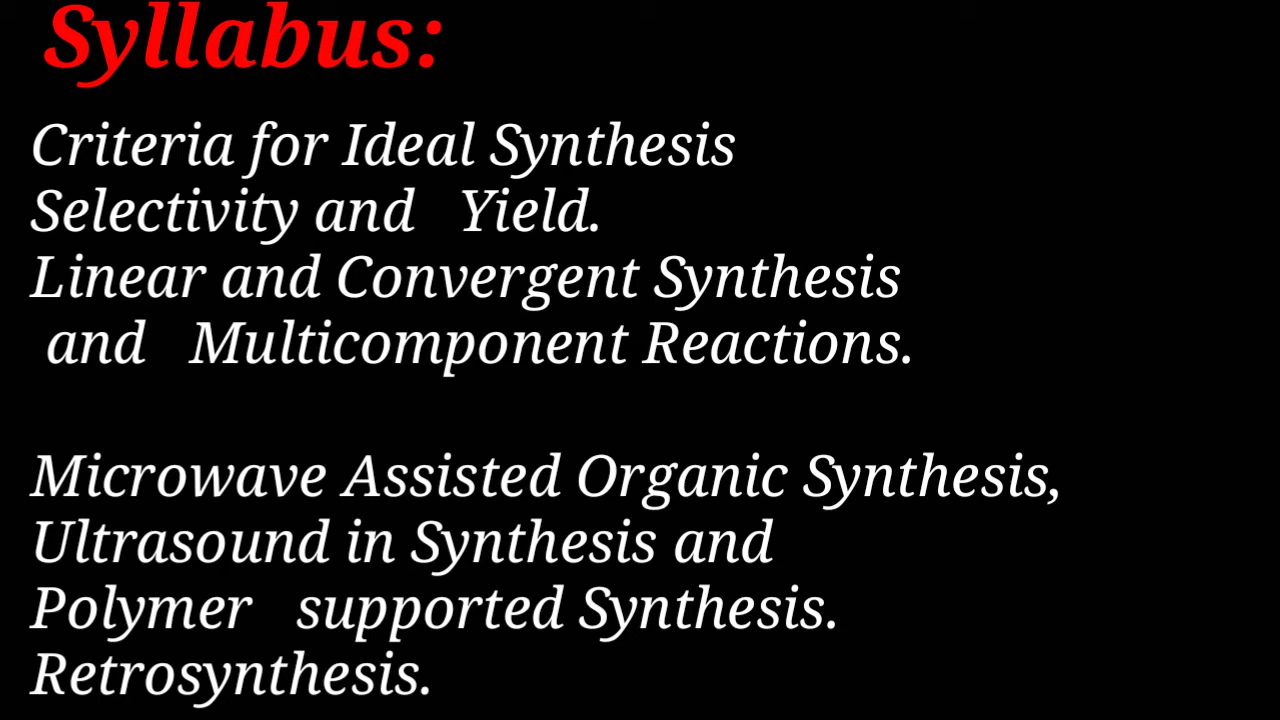 Syllabus:
Criteria for Ideal Synthesis
Selectivity and Yield.
Linear and Convergent Synthesis
and Multicomponent Reactions.
Microwave Assisted Organic Synthesis,
Ultrasound in Synthesis and
Polymer supported Synthesis.
Retrosynthesis.